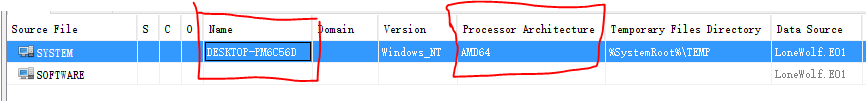 Source File S C O Name Domain Version Processor Architecture Temporary Files Directory Data Source
SYSTEM DESKTOP-PM6C56D Windows_NT AMD64 %SystemRoot%\TEMP LoneWolf.E01
SOFTWARE LoneWolf.E01